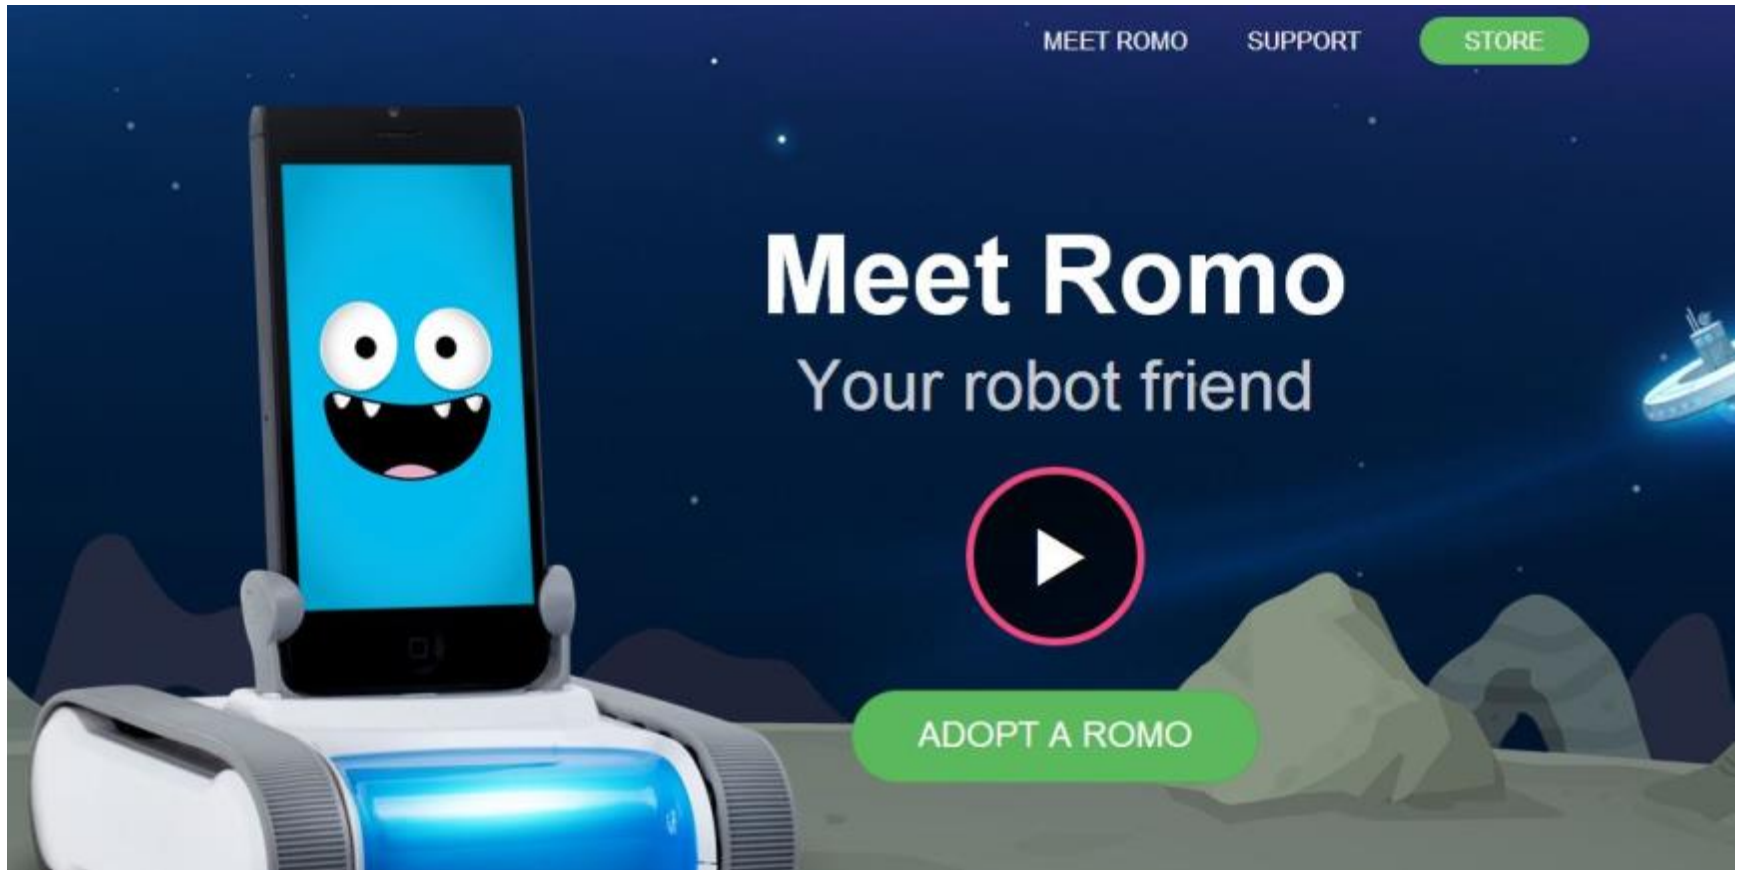 MEET ROMO SUPPORT STORE
Meet Romo
Your robot friend
ADOPT A ROMO